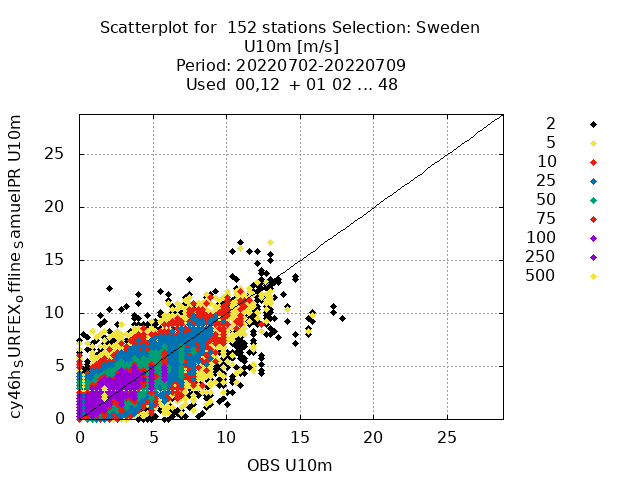 Scatterplot for  152 stations Selection: Sweden
U10m [m/s]
Period: 20220702-20220709
Used  00,12  + 01 02 ... 48
cy46h_SURFEX_offline_samuelPR U10m
25
20
15
10
5
0
0 5 10 15 20 25
OBS U10m
2
5
10
25
50
75
100
250
500